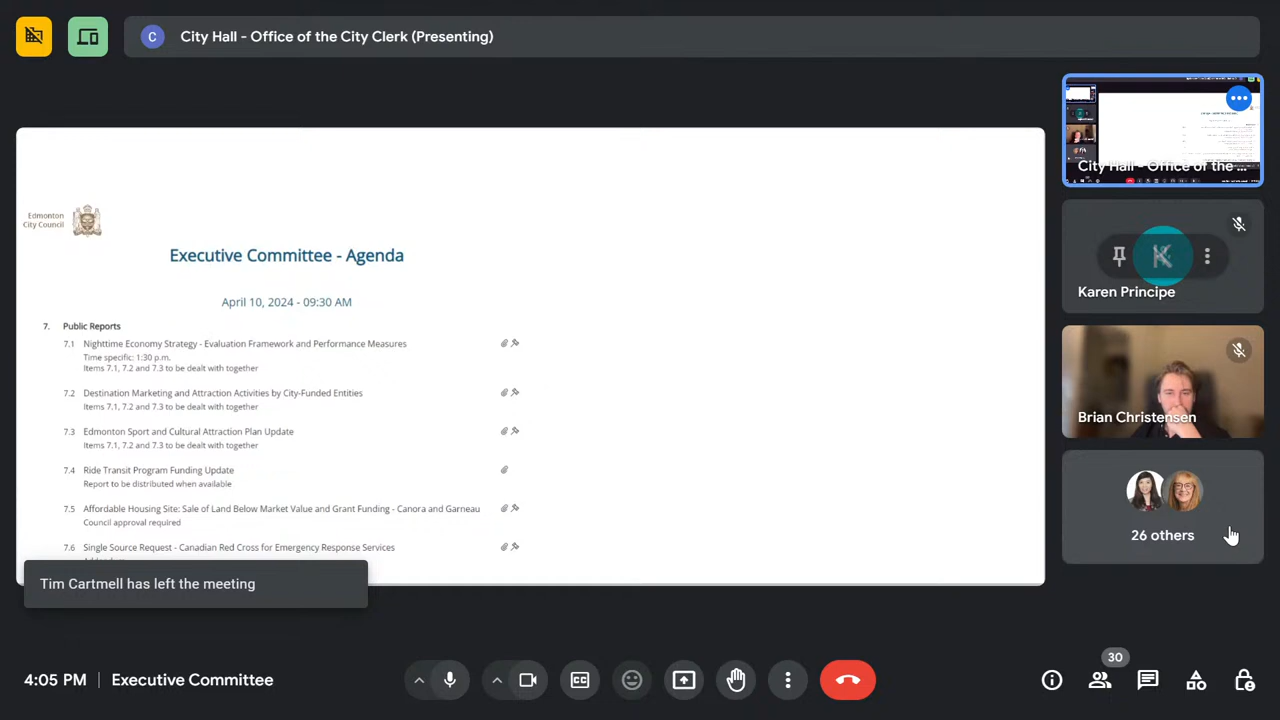 C City Hall - Office of the City Clerk (Presenting)
City Hall - Office of the ...
Edmonton
City Council
Executive Committee - Agenda
April 10, 2024 - 09:30 AM
7. Public Reports
7.1 Nighttime Economy Strategy - Evaluation Framework and Performance Measures
Time specific: 1:30 p.m.
Items 7.1, 7.2 and 7.3 to be dealt with together
7.2 Destination Marketing and Attraction Activities by City-Funded Entities
Items 7.1, 7.2 and 7.3 to be dealt with together
7.3 Edmonton Sport and Cultural Attraction Plan Update
Items 7.1, 7.2 and 7.3 to be dealt with together
7.4 Ride Transit Program Funding Update
Report to be distributed when available
7.5 Affordable Housing Site: Sale of Land Below Market Value and Grant Funding - Canora and Garneau
Council approval required
7.6 Single Source Request - Canadian Red Cross for Emergency Response Services
K
Karen Principe
Brian Christensen
26 others
Tim Cartmell has left the meeting
4:05 PM | Executive Committee
30